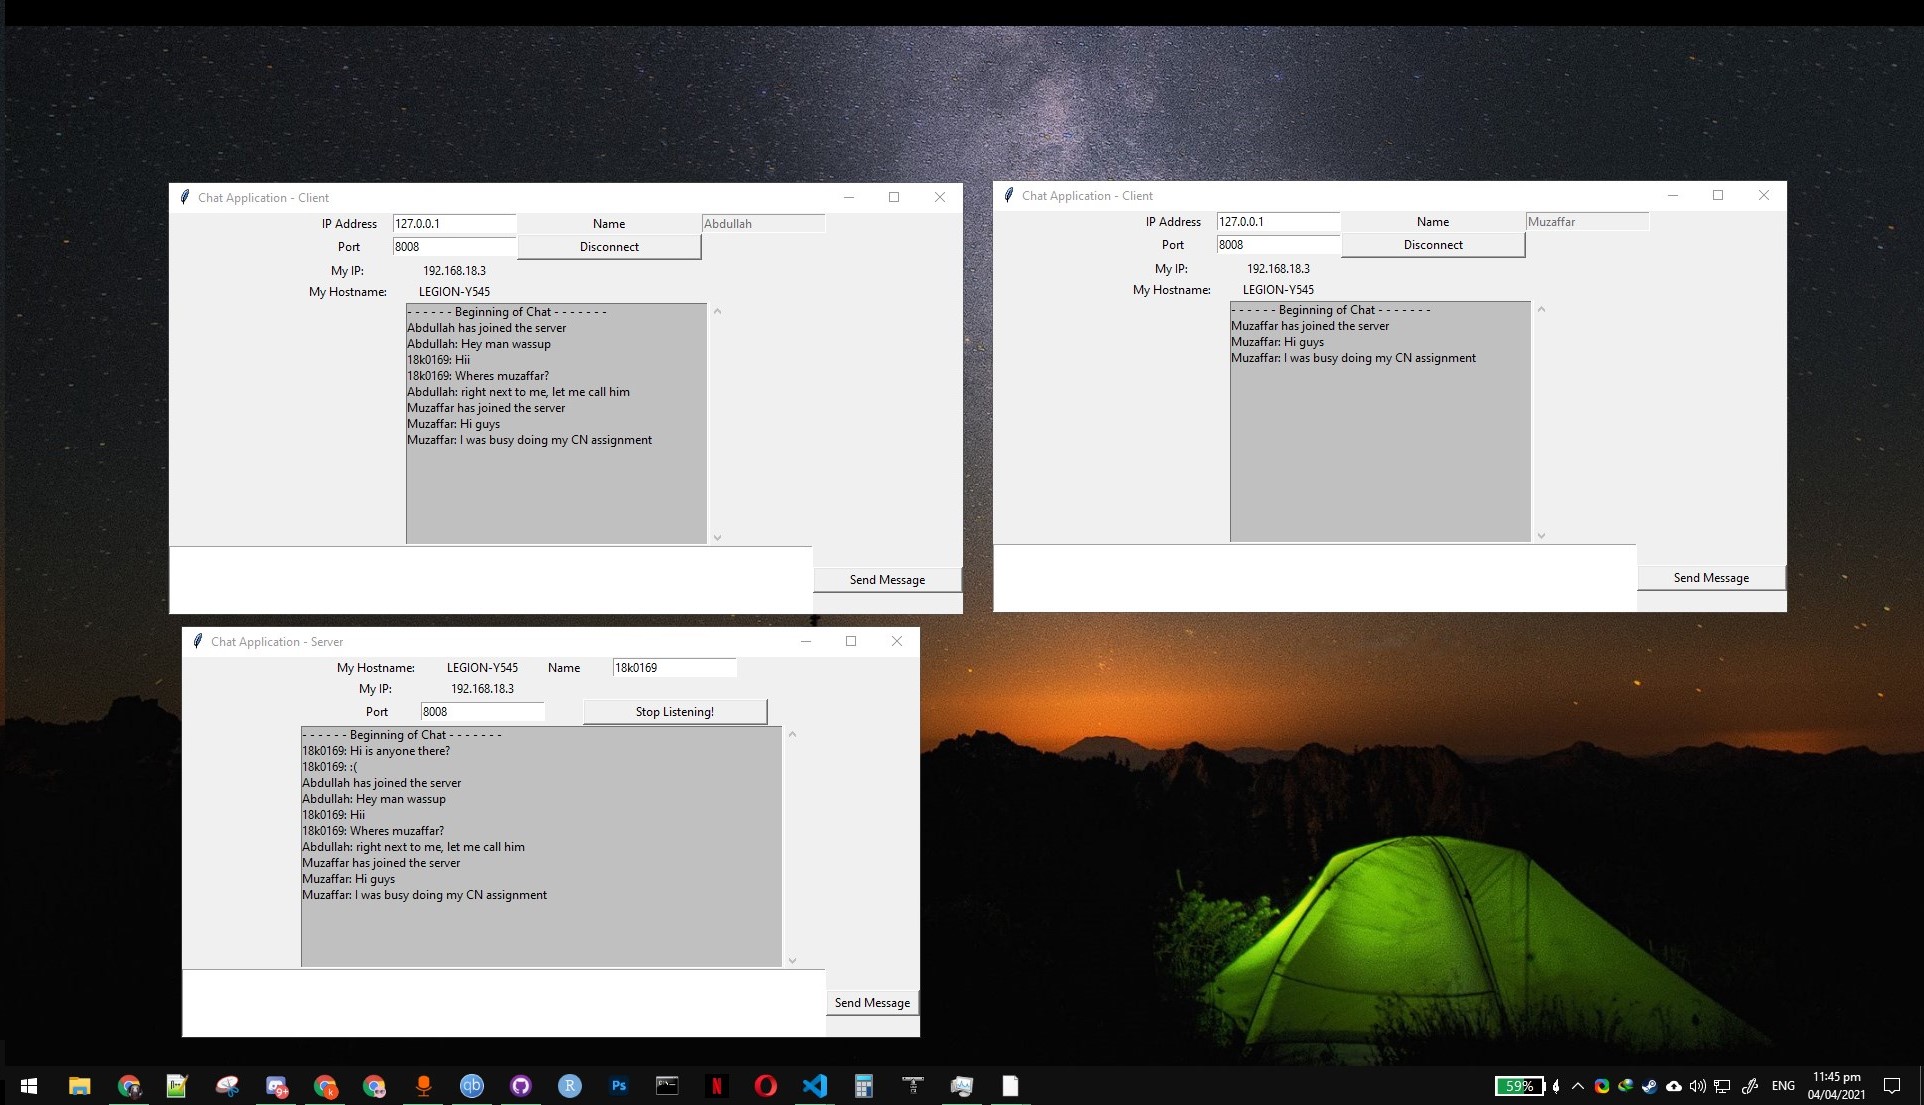 Chat Application - Client
IP Address 127.0.0.1 Name Abdullah
Port 8008 Disconnect
My IP: 192.168.18.3
My Hostname: LEGION-Y545
- - - - - - Beginning of Chat - - - - - - -
Abdullah has joined the server
Abdullah: Hey man wassup
18k0169: Hii
18k0169: Wheres muzaffar?
Abdullah: right next to me, let me call him
Muzaffar has joined the server
Muzaffar: Hi guys
Muzaffar: I was busy doing my CN assignment
Send Message
Chat Application - Client
IP Address 127.0.0.1 Name Muzaffar
Port 8008 Disconnect
My IP: 192.168.18.3
My Hostname: LEGION-Y545
- - - - - - Beginning of Chat - - - - - - -
Muzaffar has joined the server
Muzaffar: Hi guys
Muzaffar: I was busy doing my CN assignment
Send Message
Chat Application - Server
My Hostname: LEGION-Y545 Name 18k0169
My IP: 192.168.18.3
Port 8008 Stop Listening!
- - - - - - Beginning of Chat - - - - - - -
18k0169: Hi is anyone there?
18k0169: :(
Abdullah has joined the server
Abdullah: Hey man wassup
18k0169: Hii
18k0169: Wheres muzaffar?
Abdullah: right next to me, let me call him
Muzaffar has joined the server
Muzaffar: Hi guys
Muzaffar: I was busy doing my CN assignment
Send Message
9+ k qb R Ps N 59% ENG 11:45 pm
04/04/2021